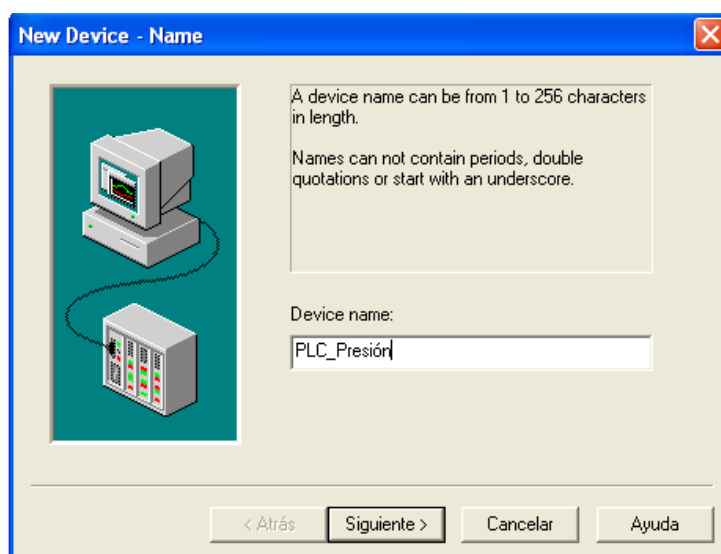 New Device - Name
A device name can be from 1 to 256 characters
in length.
Names can not contain periods, double
quotations or start with an underscore.
Device name:
PLC_Presión
< Atrás
Siguiente >
Cancelar
Ayuda